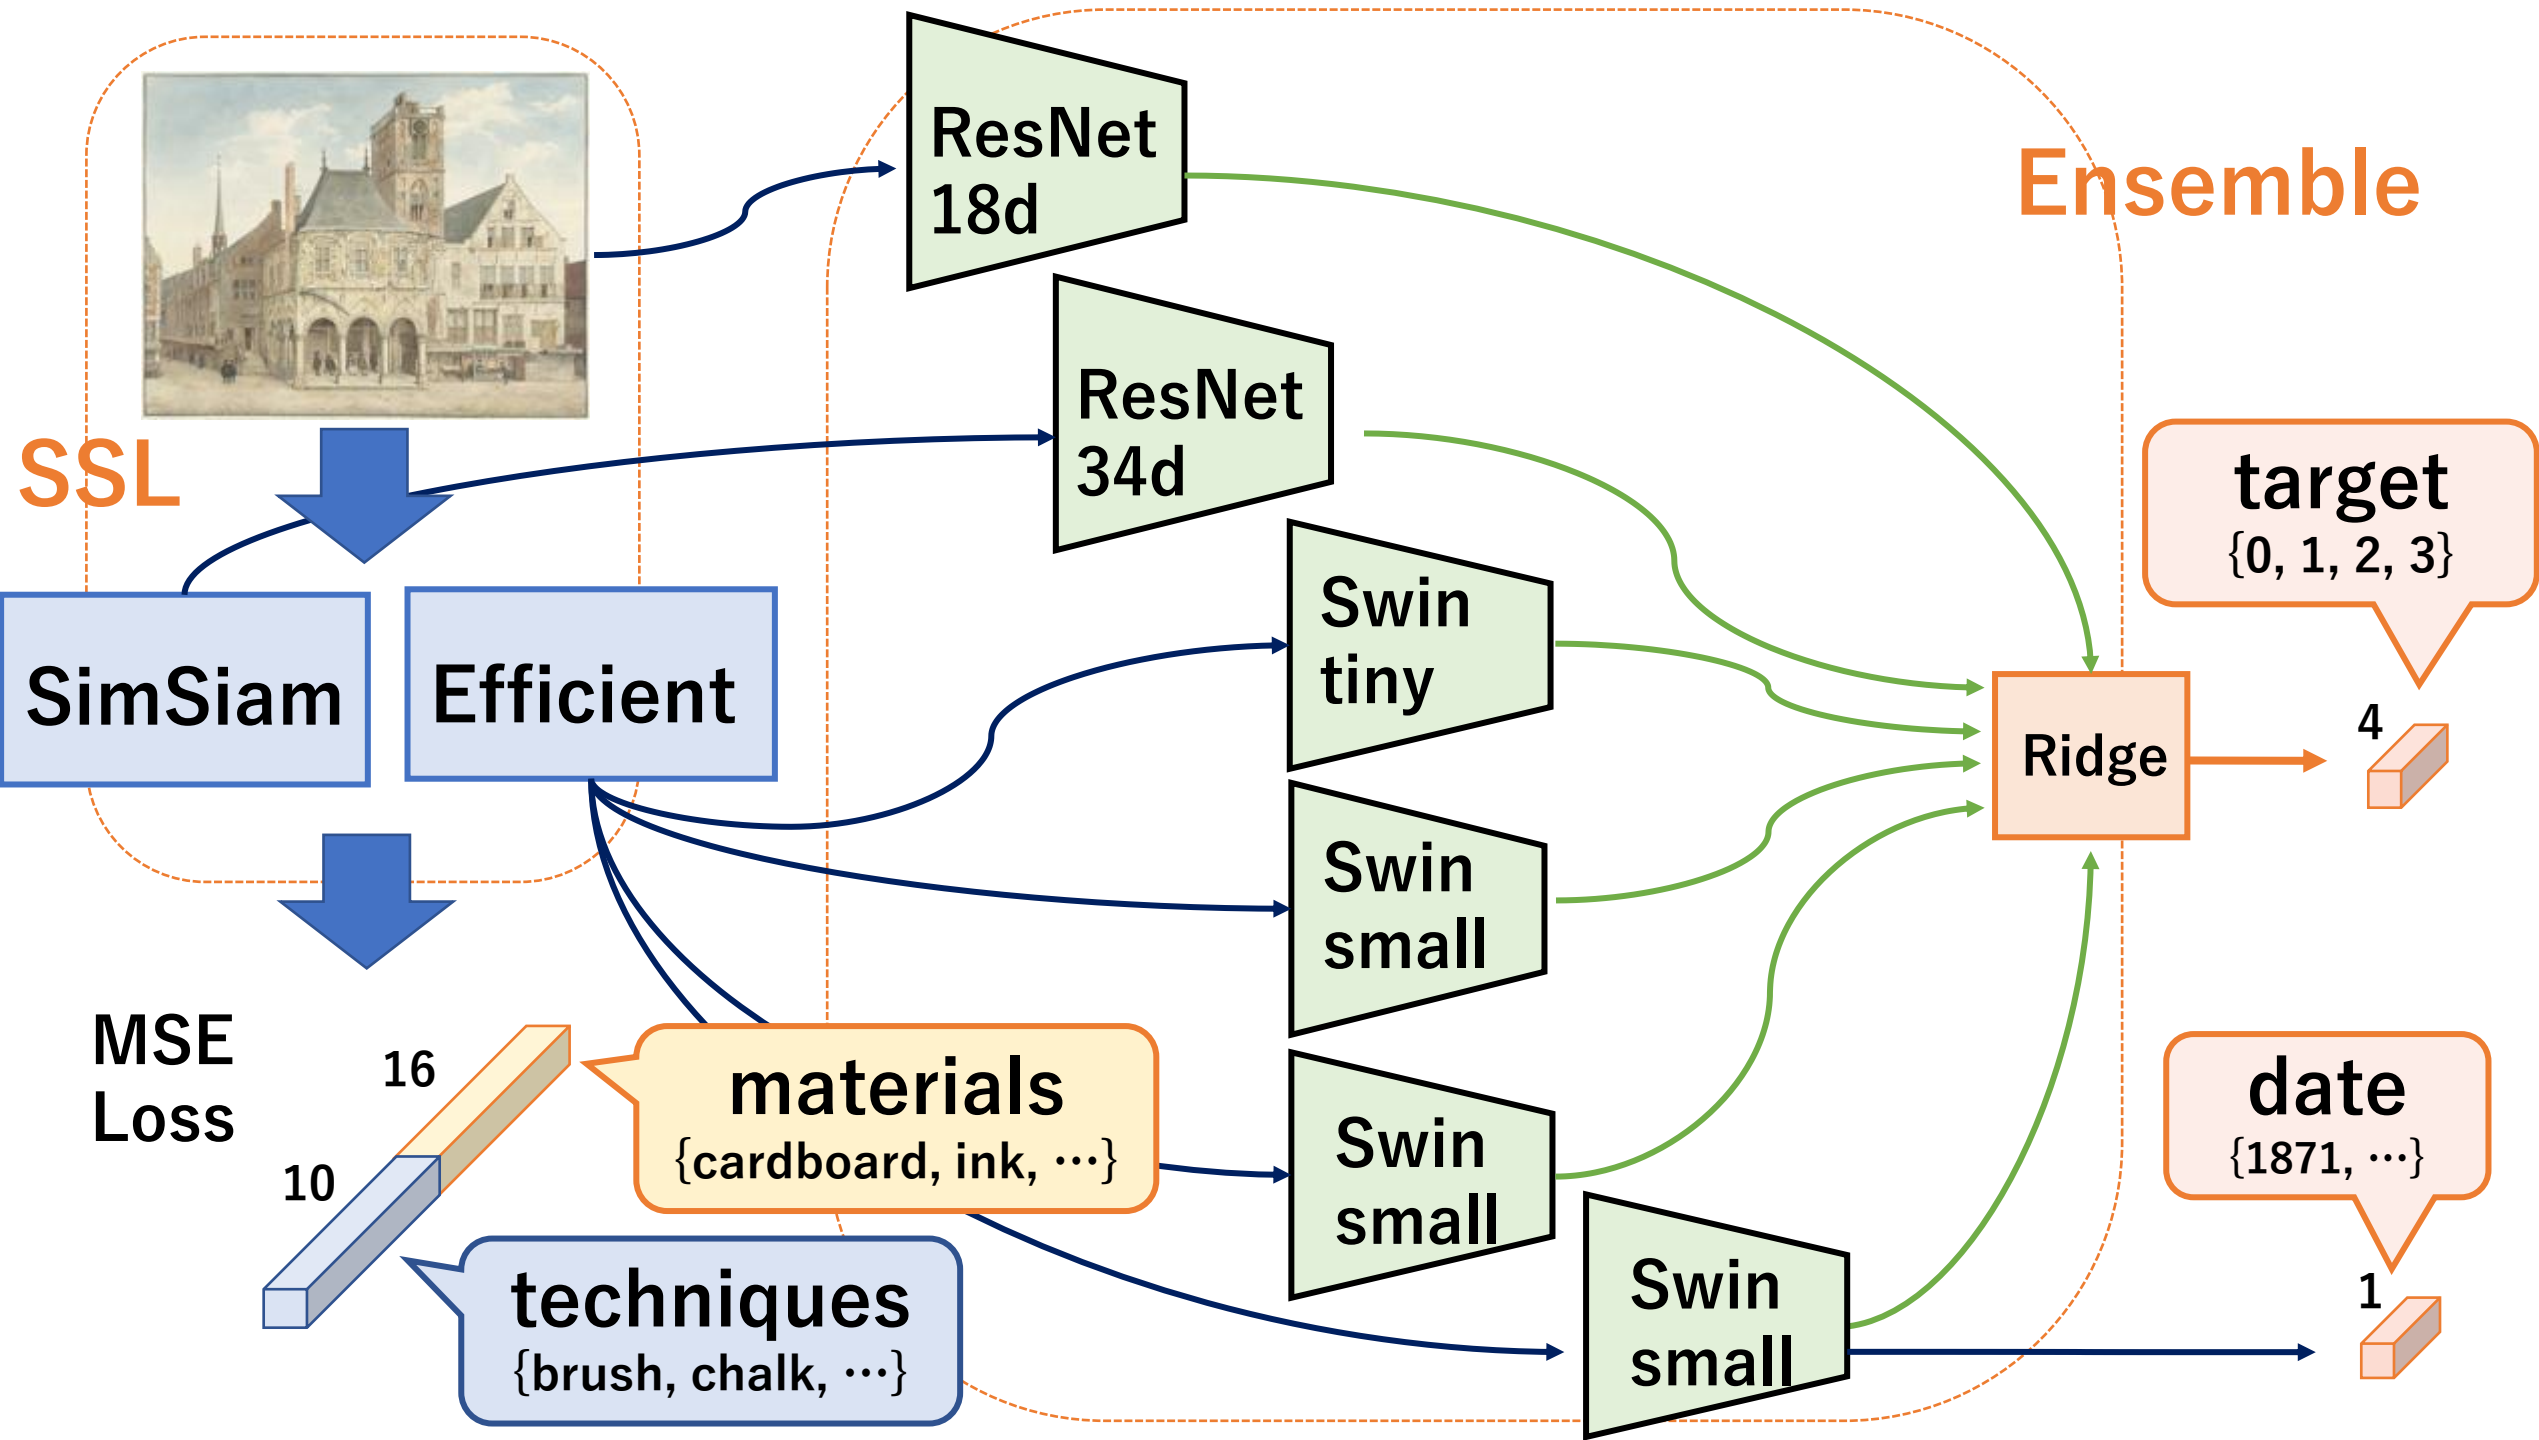 SSL
SimSiam
Efficient
MSE
Loss
16
10
materials
{cardboard, ink, …}
techniques
{brush, chalk, …}
ResNet
18d
ResNet
34d
Swin
tiny
Swin
small
Swin
small
Swin
small
Ensemble
Ridge
target
{0, 1, 2, 3}
4
date
{1871, …}
1